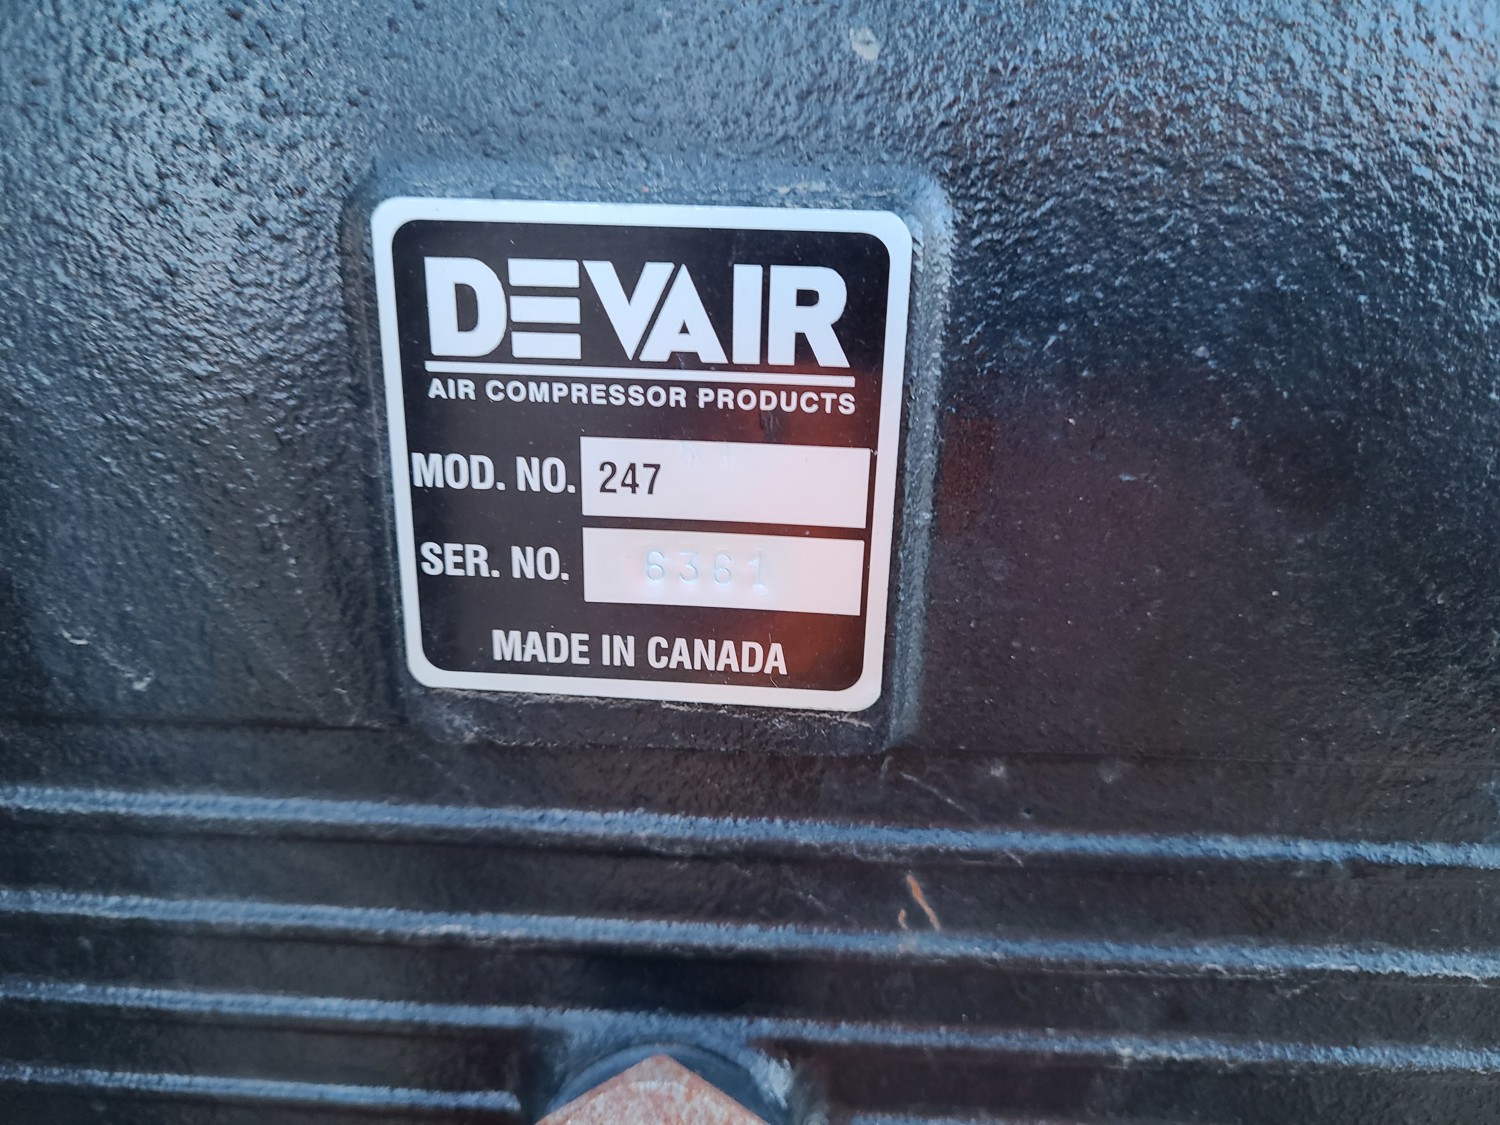 DEVAIR
AIR COMPRESSOR PRODUCTS
MOD. NO. 247
SER. NO. 6361
MADE IN CANADA